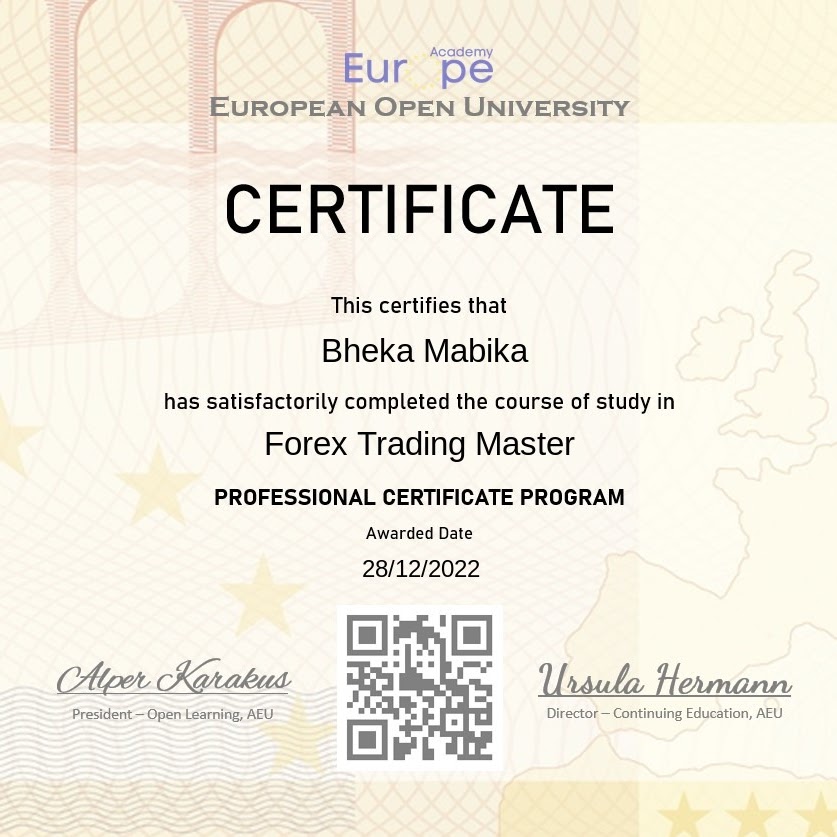 Academy
Europe
EUROPEAN OPEN UNIVERSITY
CERTIFICATE
This certifies that
Bheka Mabika
has satisfactorily completed the course of study in
Forex Trading Master
PROFESSIONAL CERTIFICATE PROGRAM
Awarded Date
28/12/2022
Alper Karakus
President – Open Learning, AEU
Ursula Hermann
Director – Continuing Education, AEU